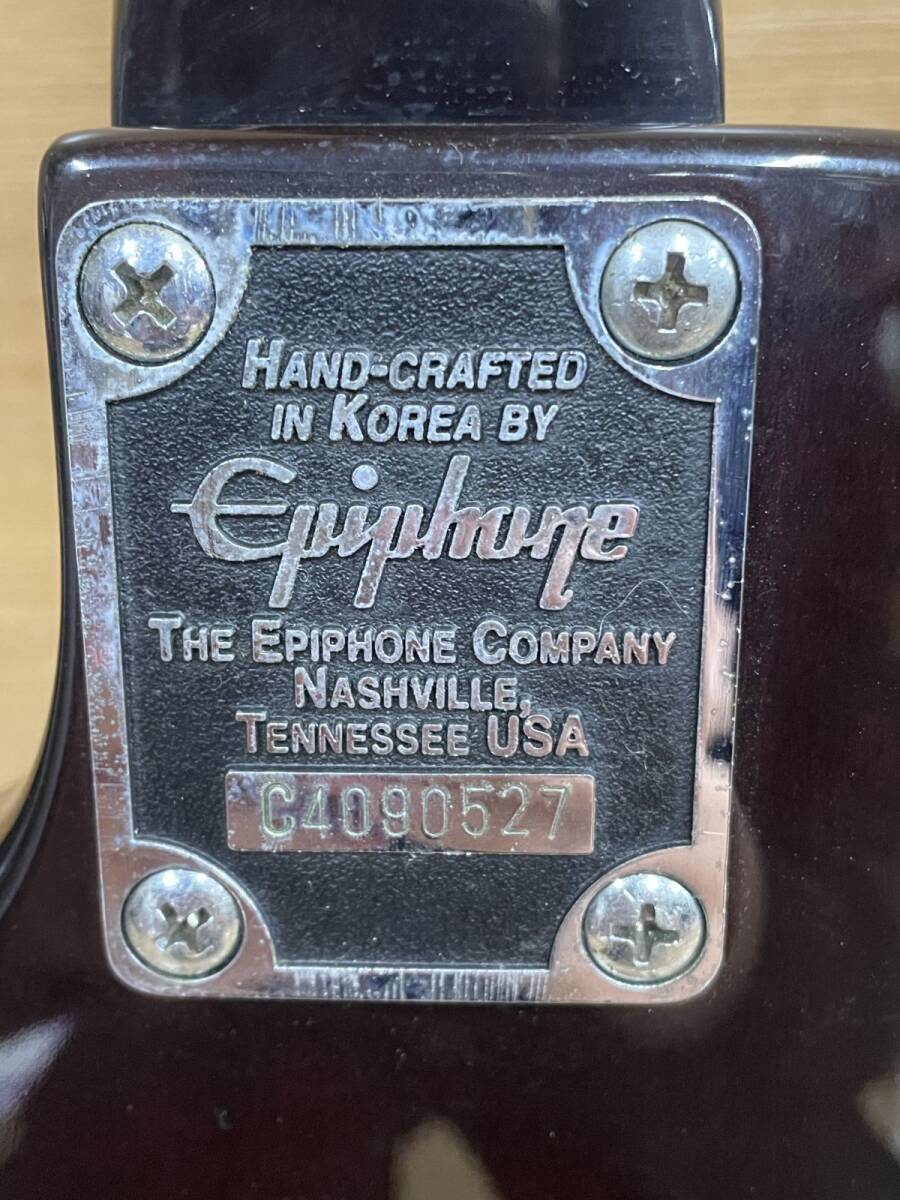 HAND-CRAFTED
IN KOREA BY
Epiphone
THE EPIPHONE COMPANY
NASHVILLE,
TENNESSEE USA
C4090527